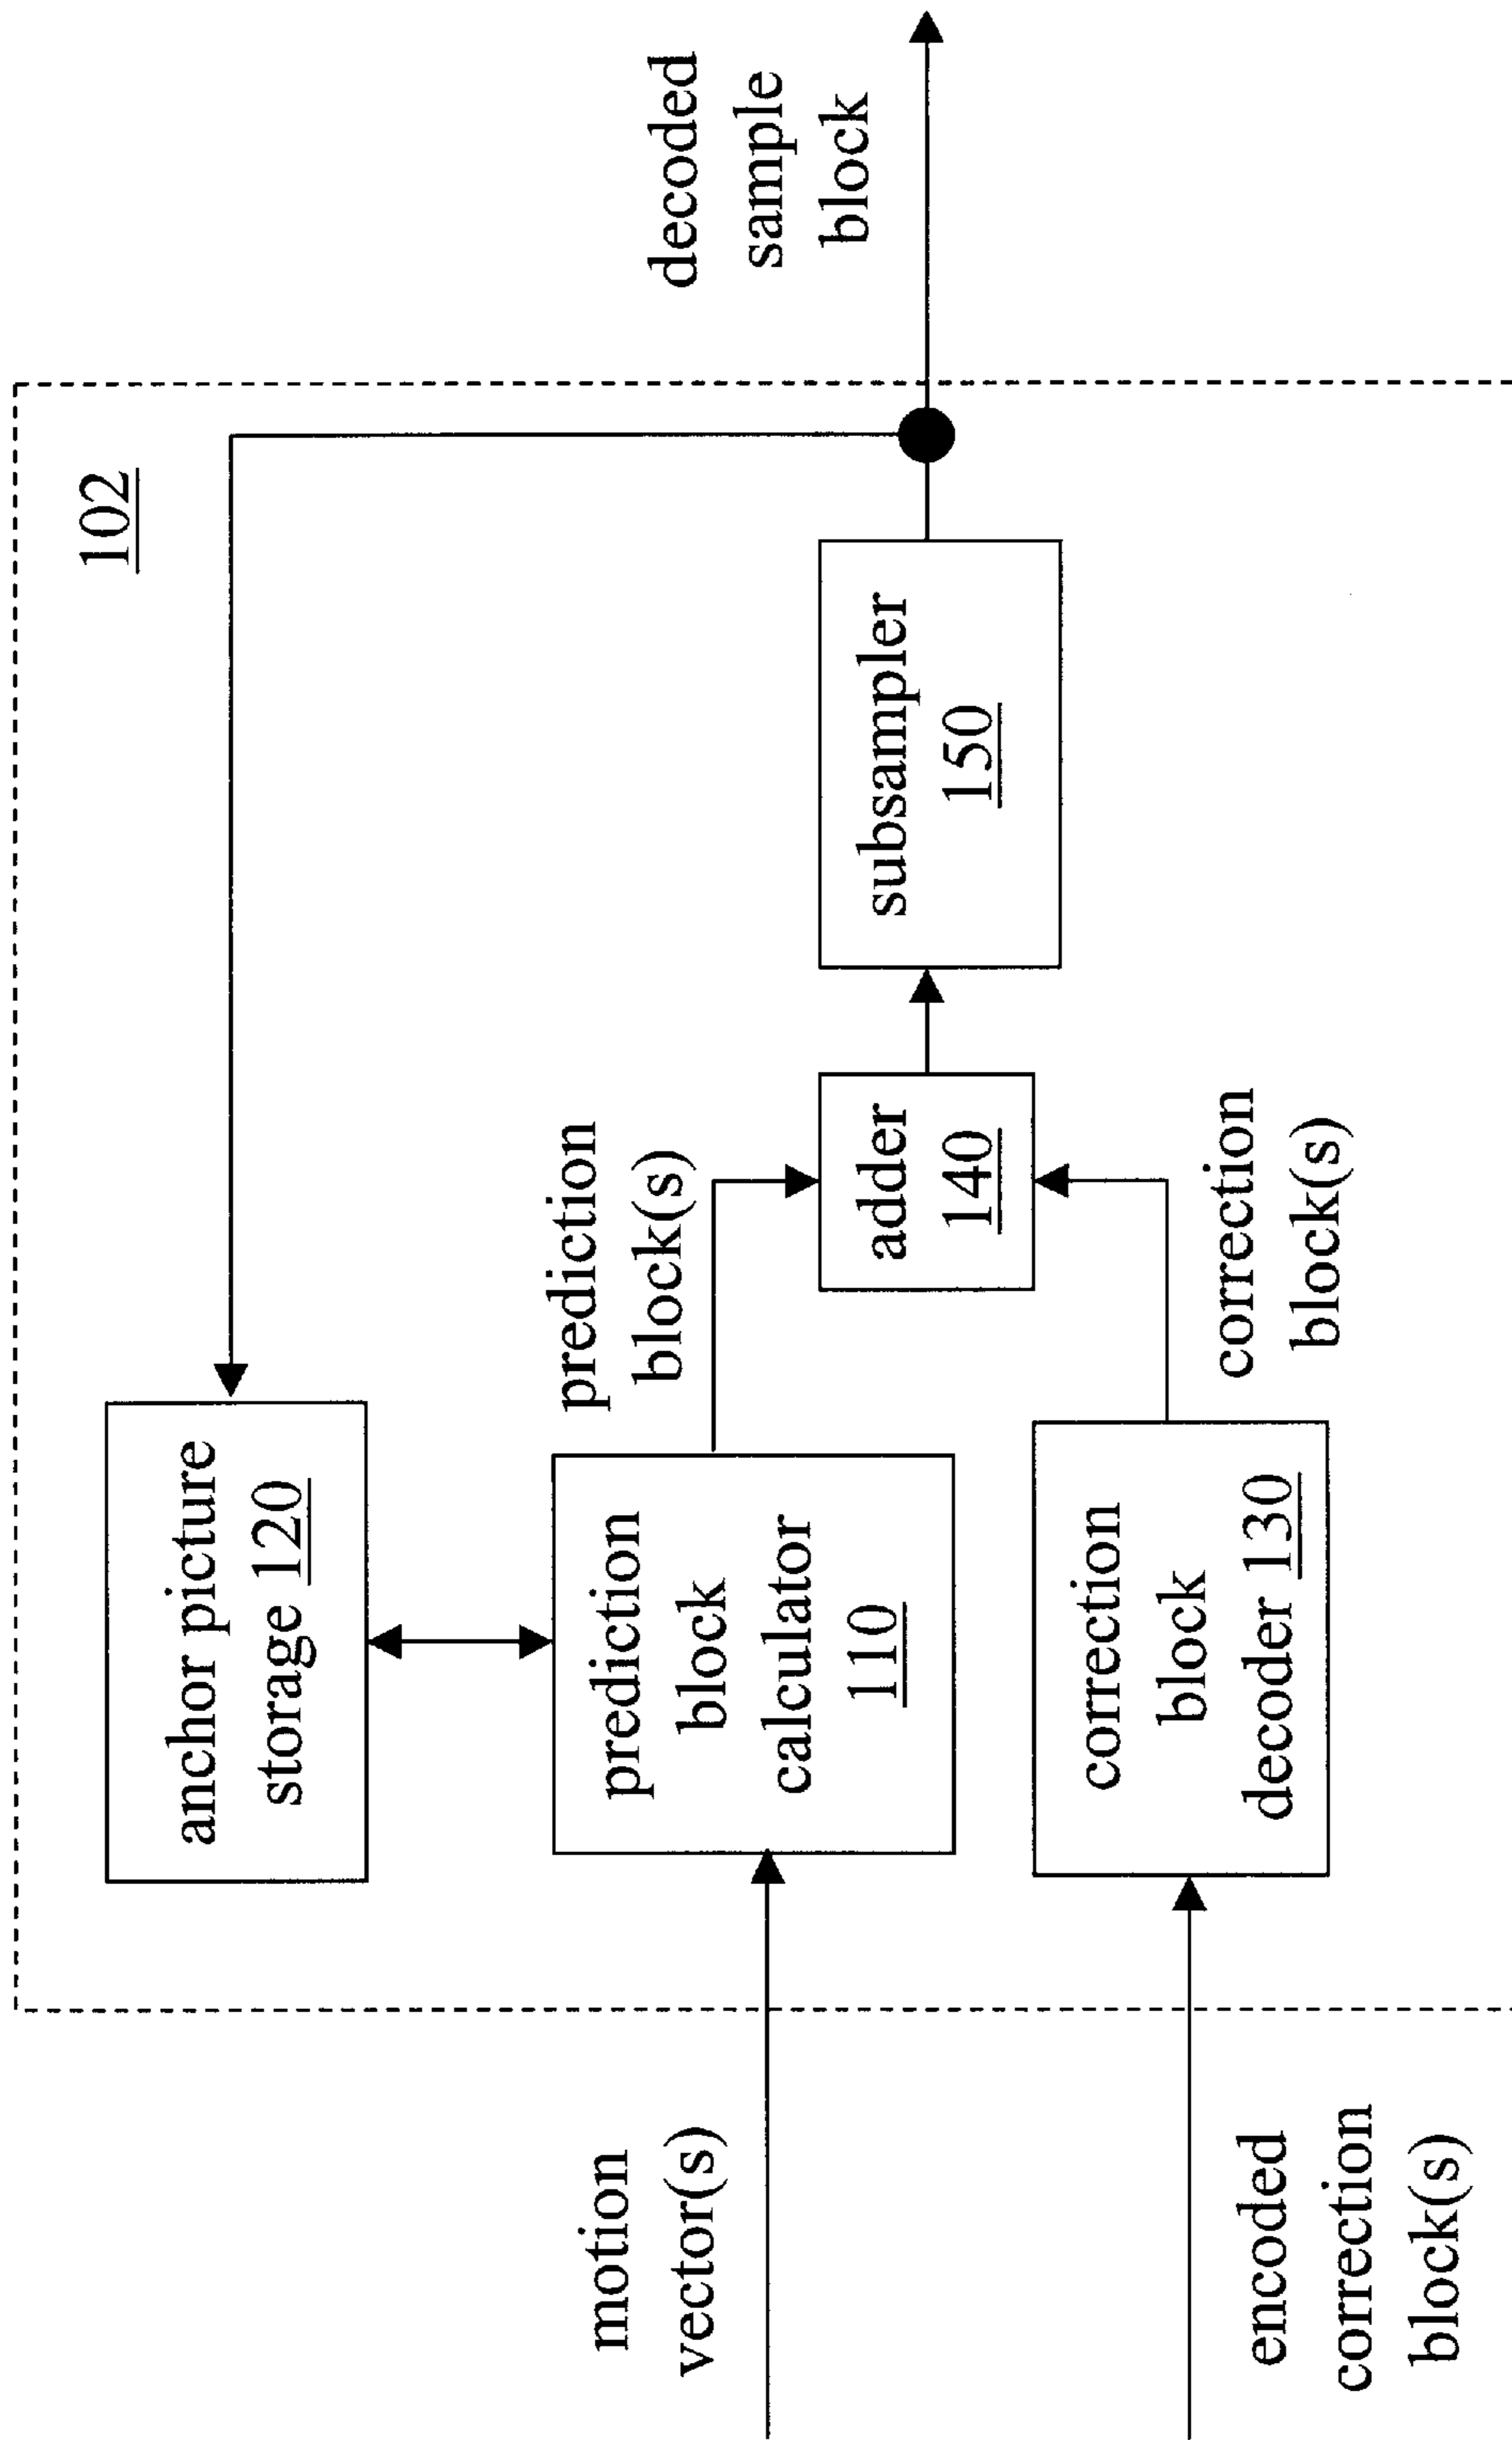 102
anchor picture
storage 120
motion
vector(s)
prediction
block
calculator
110
prediction
block(s)
encoded
correction
block(s)
correction
block
decoder 130
correction
block(s)
adder
140
subsampler
150
decoded
sample
block